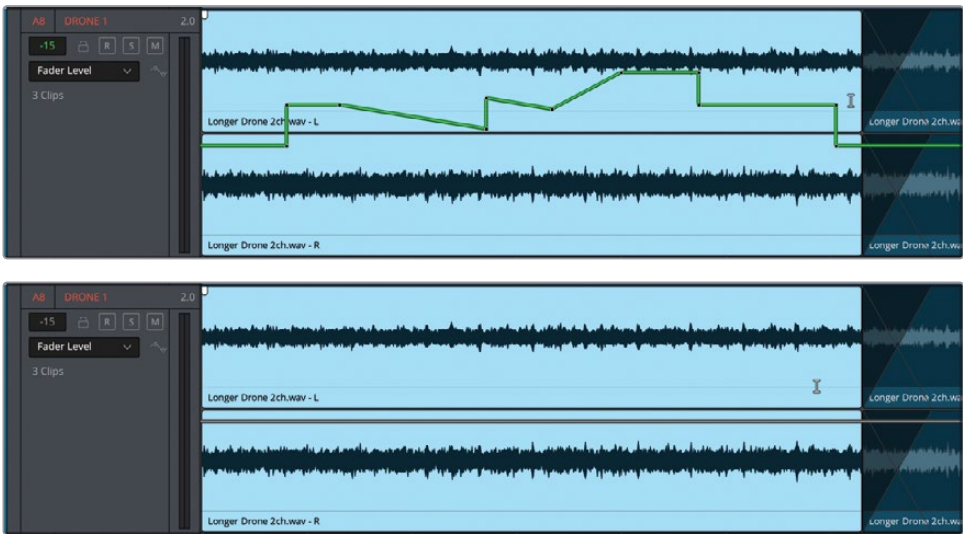 A8 DRONE 1 2.0
-15 R S M
Fader Level
3 Clips
Longer Drone 2ch.wav - L
Longer Drone 2ch.wa
Longer Drone 2ch.wav - R
Longer Drone 2ch.wa
A8 DRONE 1 2.0
-15 R S M
Fader Level
3 Clips
Longer Drone 2ch.wav - L
Longer Drone 2ch.wa
Longer Drone 2ch.wav - R
Longer Drone 2ch.wa